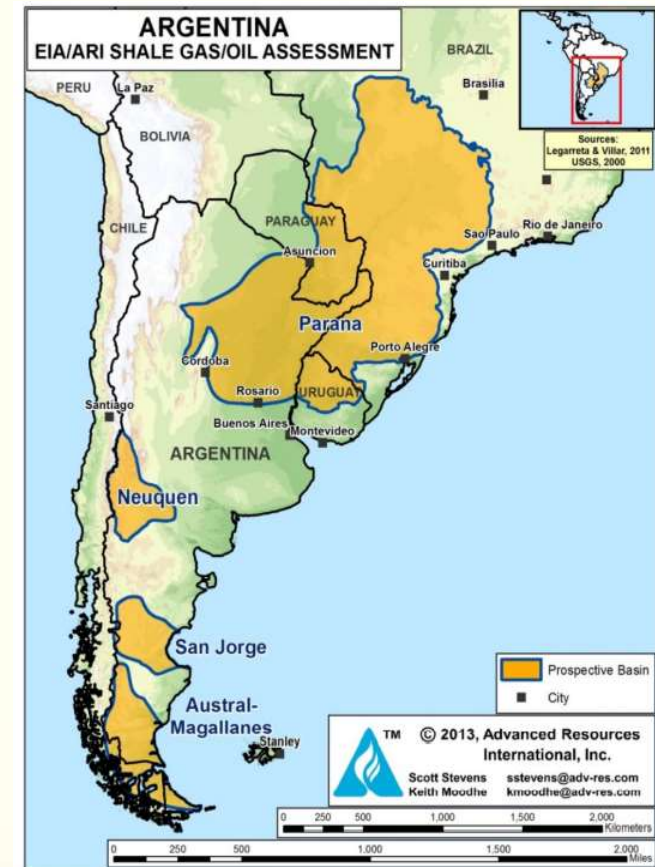 ARGENTINA
EIA/ARI SHALE GAS/OIL ASSESSMENT
BRAZIL
PERU
La Paz
Brasilia
BOLIVIA
Sources:
Legarreta & Villar, 2011
USGS, 2000
PARAGUAY
CHILE
Asuncion
Sao Paulo
Rio de Janeiro
Curitiba
Parana
Cordoba
Porto Alegre
Rosario
URUGUAY
Santiago
Buenos Aires
Montevideo
ARGENTINA
Neuquen
San Jorge
Prospective Basin
City
Austral-
Magallanes
Stanley
TM
© 2013, Advanced Resources
International, Inc.
Scott Stevens sstevens@adv-res.com
Keith Moodhe kmoodhe@adv-res.com
0 250 500 1,000 1,500 2,000
Kilometers
0 250 500 1,000 1,500 2,000
Miles